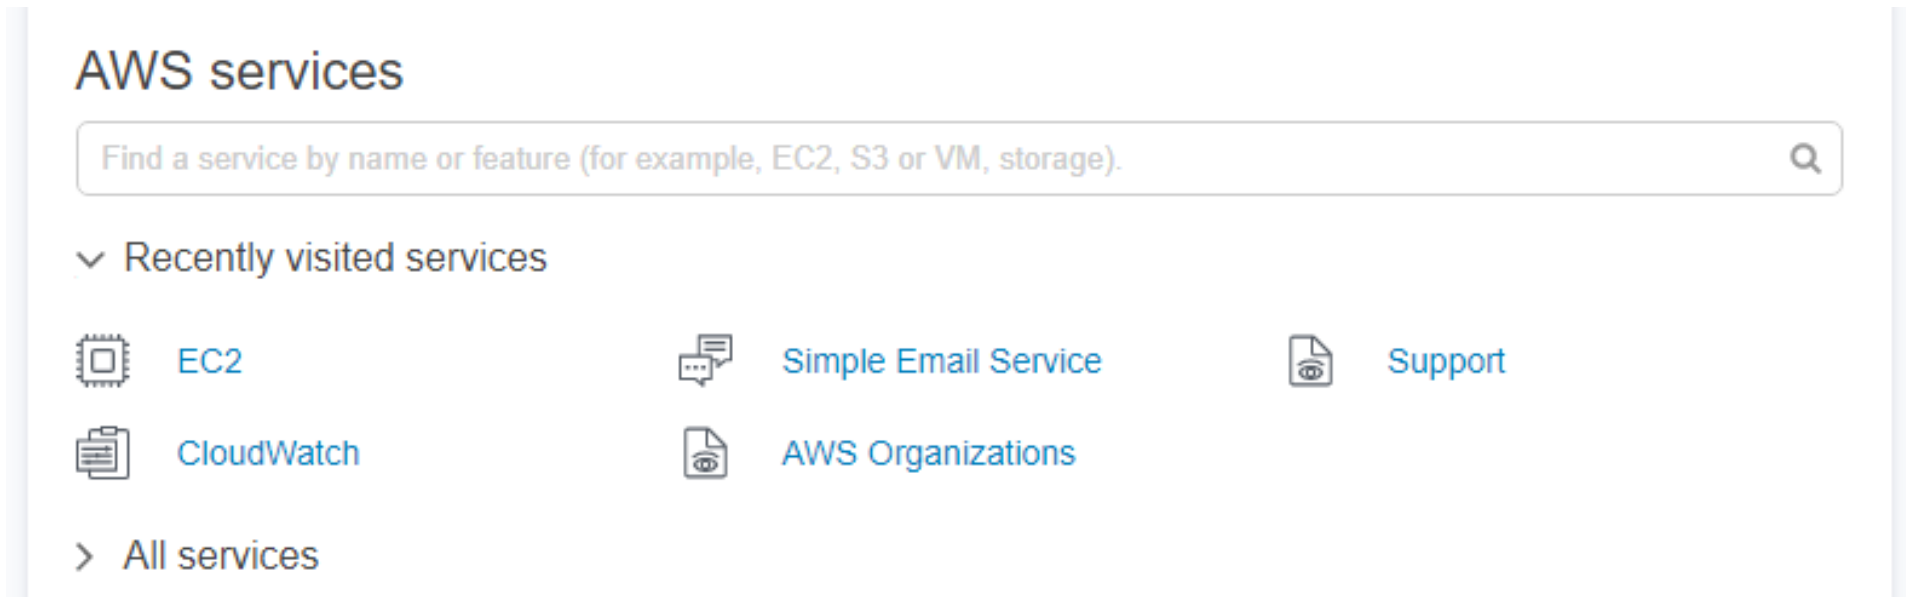 AWS services
Find a service by name or feature (for example, EC2, S3 or VM, storage).
Recently visited services
EC2
Simple Email Service
Support
CloudWatch
AWS Organizations
All services